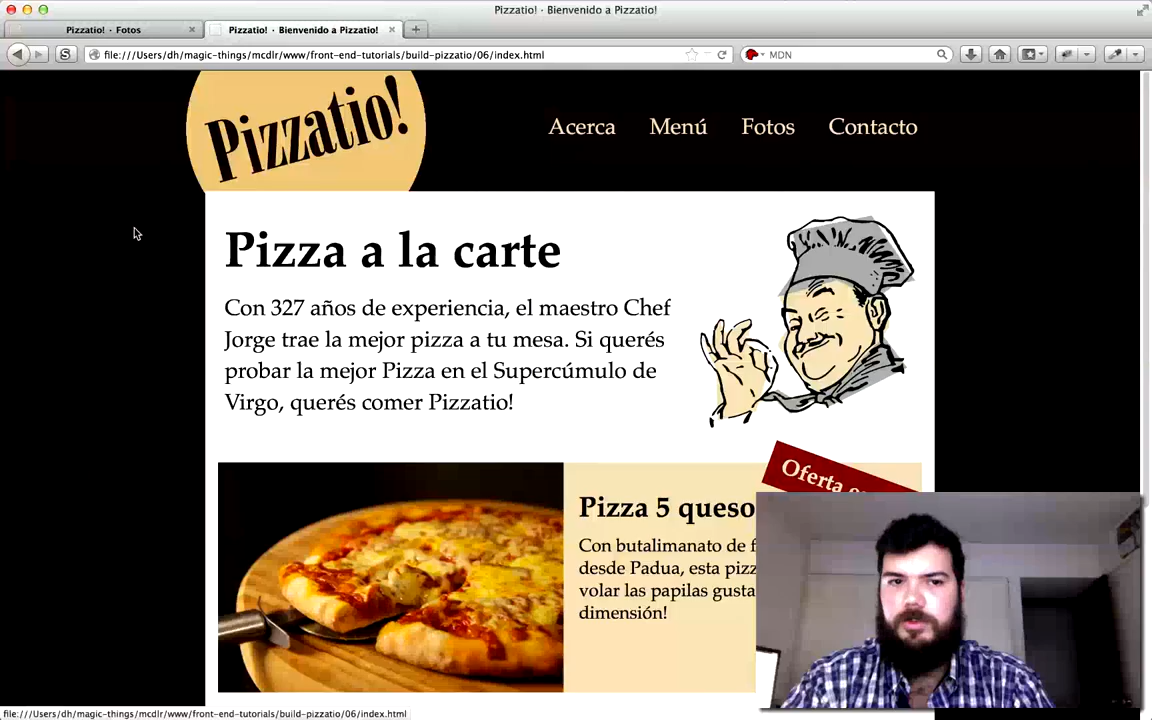 Pizzatio! · Bienvenido a Pizzatio!
Pizzatio! · Fotos
Pizzatio! · Bienvenido a Pizzatio!
file:///Users/dh/magic-things/mcdlr/www/front-end-tutorials/build-pizzatio/06/index.html
MDN
Pizzatio!
Acerca Menú Fotos Contacto
Pizza a la carte
Con 327 años de experiencia, el maestro Chef
Jorge trae la mejor pizza a tu mesa. Si querés
probar la mejor Pizza en el Supercúmulo de
Virgo, querés comer Pizzatio!
Oferta
Pizza 5 queso
Con butalimanato de f
desde Padua, esta pizz
volar las papilas gusta
dimensión!
file:///Users/dh/magic-things/mcdlr/www/front-end-tutorials/build-pizzatio/06/index.html